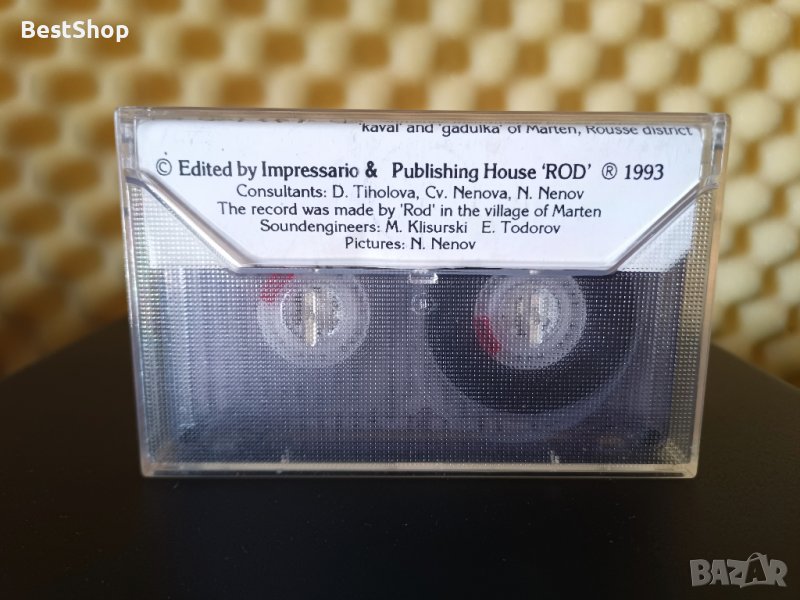 BestShop
'kaval' and 'gadulka' of Marten, Rousse district
© Edited by Impressario & Publishing House 'ROD' ® 1993
Consultants: D. Tiholova, Cv. Nenova, N. Nenov
The record was made by 'Rod' in the village of Marten
Soundengineers: M. Klisurski E. Todorov
Pictures: N. Nenov
BAZAR